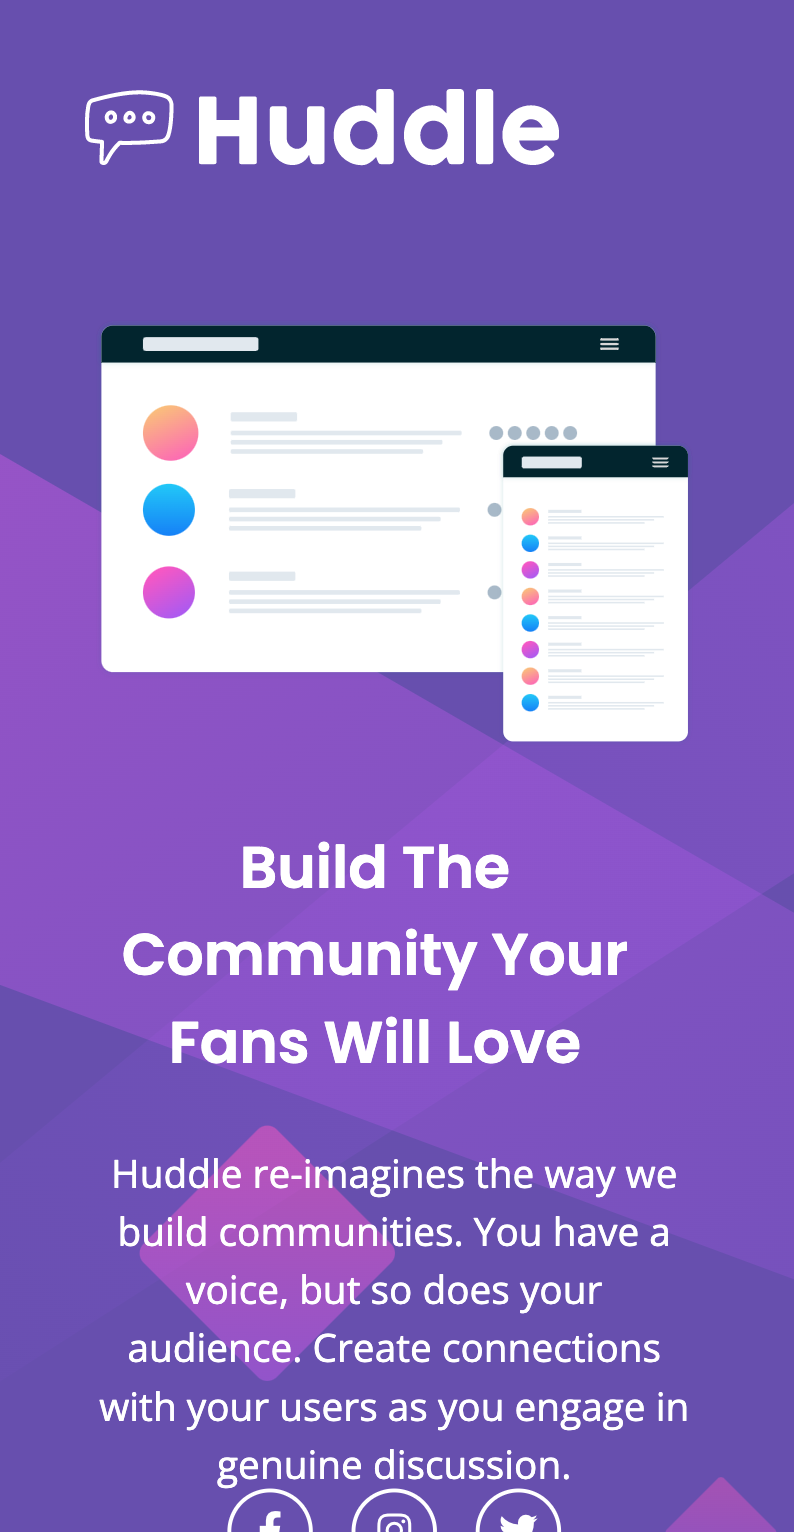 Huddle
Build The
Community Your
Fans Will Love
Huddle re-imagines the way we
build communities. You have a
voice, but so does your
audience. Create connections
with your users as you engage in
genuine discussion.